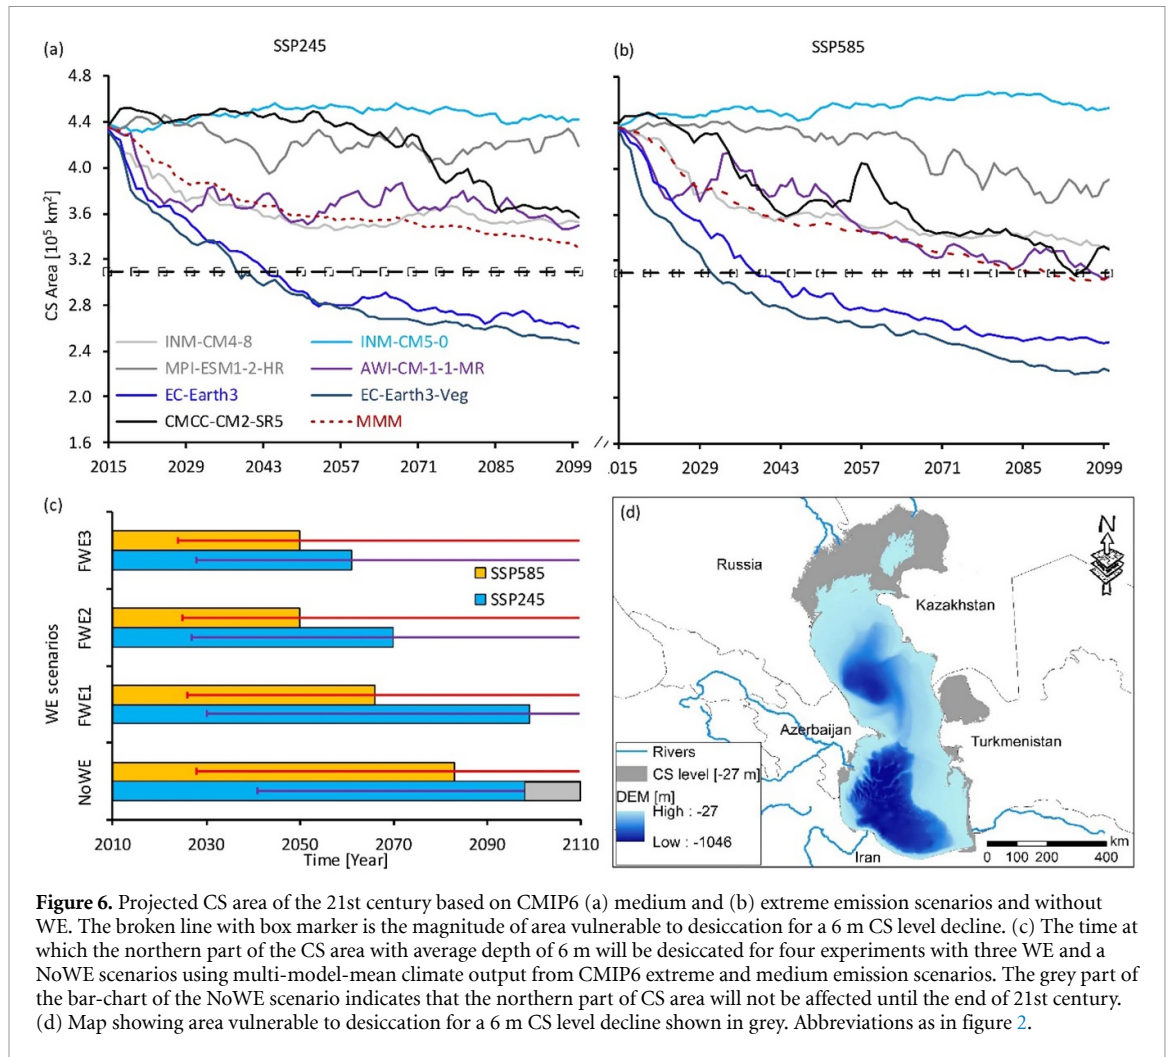 (a)
SSP245
(b)
SSP585
CS Area [10⁵ km²]
4.8
4.4
4.0
3.6
3.2
2.8
2.4
2.0
1.6
INM-CM4-8
INM-CM5-0
MPI-ESM1-2-HR
AWI-CM-1-1-MR
EC-Earth3
EC-Earth3-Veg
CMCC-CM2-SR5
MMM
2015 2029 2043 2057 2071 2085 2099
//
015 2029 2043 2057 2071 2085 2099
(c)
WE scenarios
FWE3
FWE2
FWE1
NoWE
SSP585
SSP245
2010 2030 2050 2070 2090 2110
Time [Year]
(d)
N
Russia
Kazakhstan
Azerbaijan
Turkmenistan
Iran
Rivers
CS level [-27 m]
DEM [m]
High : -27
Low : -1046
km
0 100 200 400
Figure 6. Projected CS area of the 21st century based on CMIP6 (a) medium and (b) extreme emission scenarios and without
WE. The broken line with box marker is the magnitude of area vulnerable to desiccation for a 6 m CS level decline. (c) The time at
which the northern part of the CS area with average depth of 6 m will be desiccated for four experiments with three WE and a
NoWE scenarios using multi-model-mean climate output from CMIP6 extreme and medium emission scenarios. The grey part of
the bar-chart of the NoWE scenario indicates that the northern part of CS area will not be affected until the end of 21st century.
(d) Map showing area vulnerable to desiccation for a 6 m CS level decline shown in grey. Abbreviations as in figure 2.